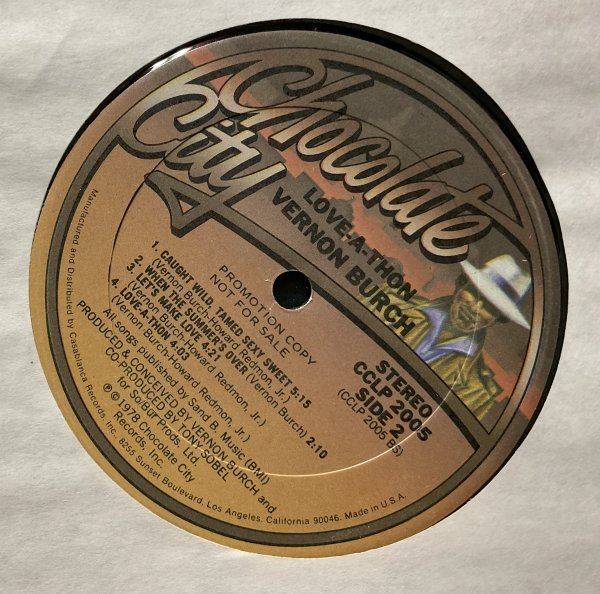 Chocolate
City
LOVE-A-THON
VERNON BURCH
STEREO
CCLP 2005
SIDE 2
(CCLP 2005 BS)
PROMOTION COPY
NOT FOR SALE
1. CAUGHT WILD, TAMED SEXY SWEET 5:15
(Vernon Burch-Howard Redmon, Jr.)
2. WHEN THE SUMMER'S OVER (Vernon Burch) 2:10
3. LET'S MAKE LOVE 4:21
(Vernon Burch-Howard Redmon, Jr.)
4. LOVE-A-THON 4:03
(Vernon Burch-Howard Redmon, Jr.)
All songs published by Sand B. Music (BMI)
PRODUCED & CONCEIVED BY VERNON BURCH and
CO-PRODUCED BY TONY SOBEL
for SoBur Prods. Ltd.
℗ © 1978 Chocolate City
Records, Inc.
Manufactured and Distributed by Casablanca Records, Inc., 8255 Sunset Boulevard, Los Angeles, California 90046. Made in U.S.A.